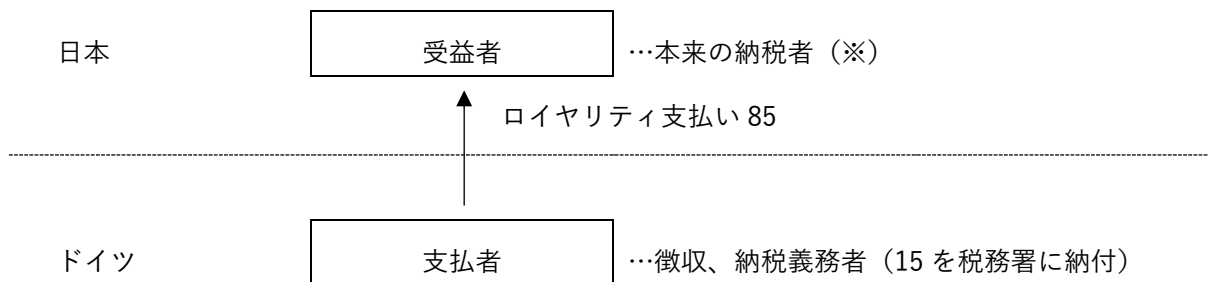 日本 受益者 …本来の納税者（※）
ロイヤリティ支払い 85
ドイツ 支払者 …徴収、納税義務者（15 を税務署に納付）